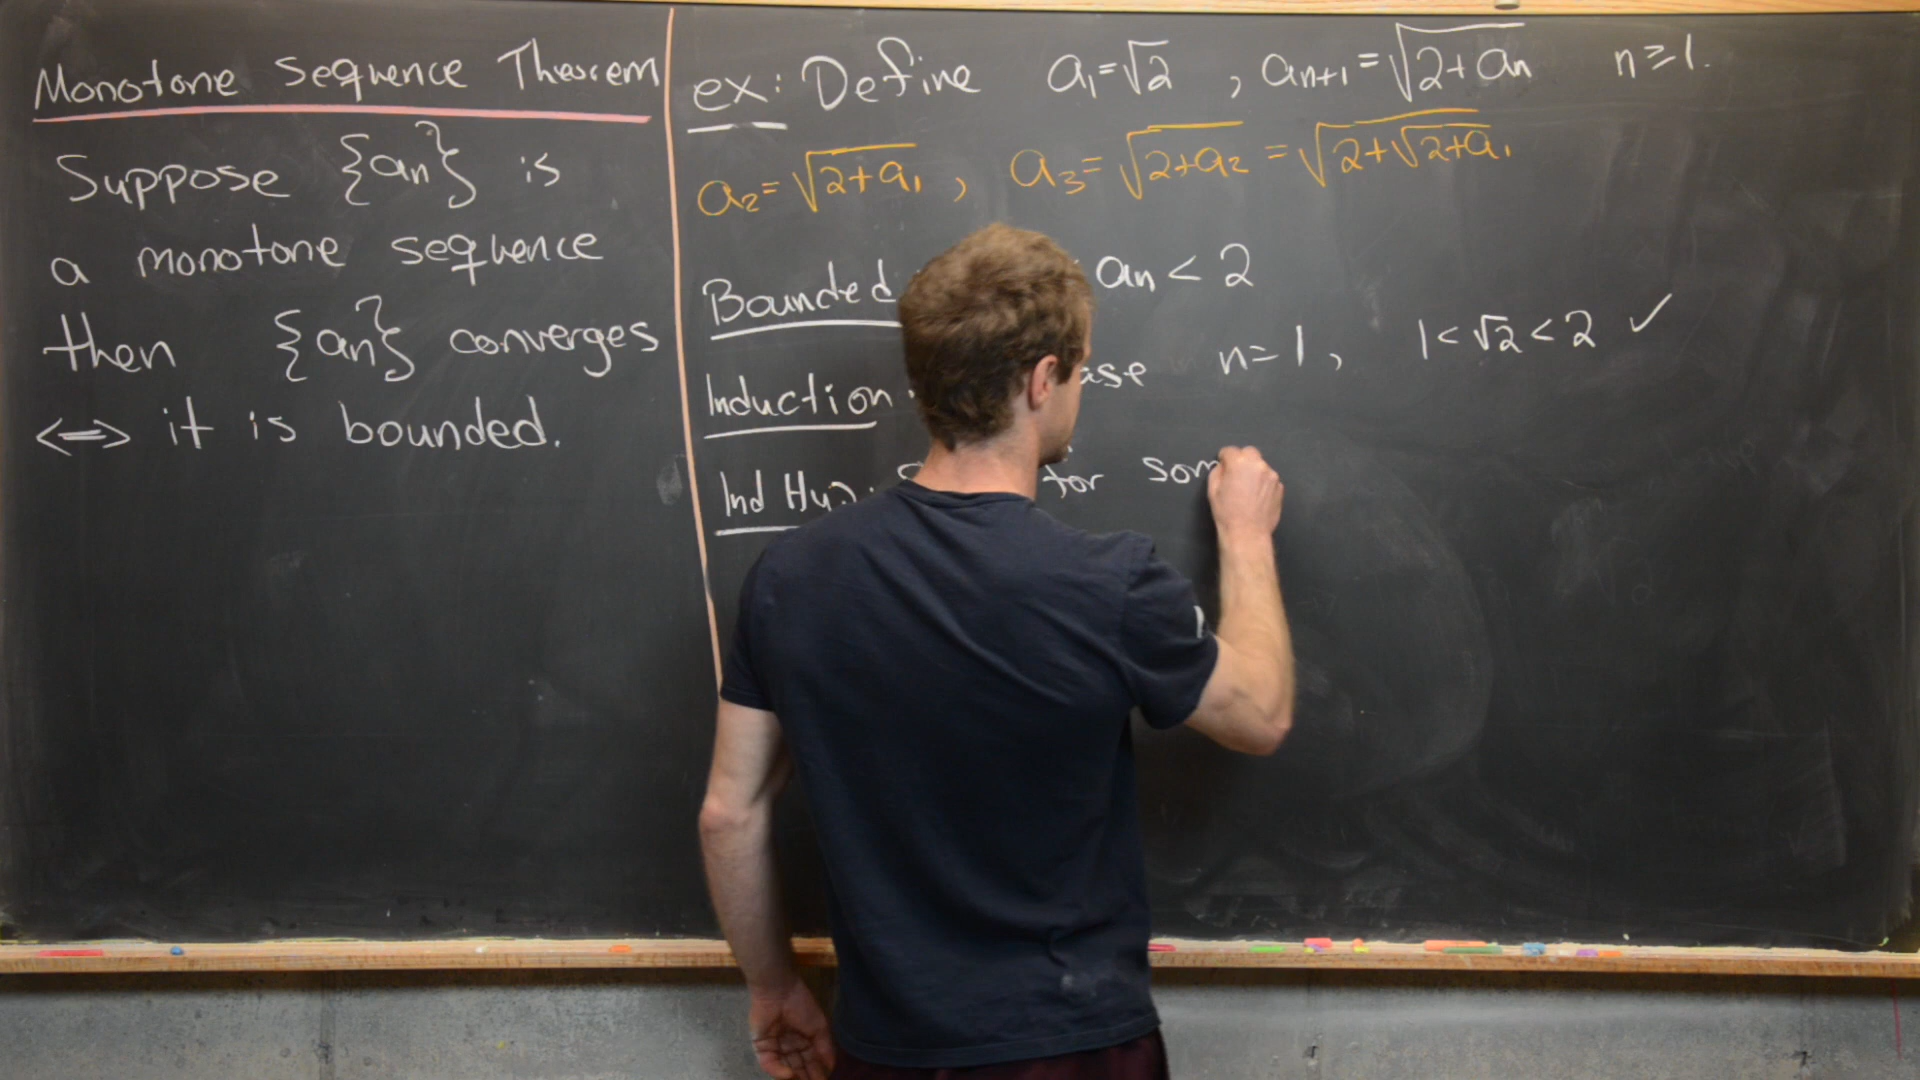 Monotone Sequence Theorem
Suppose {an} is
a monotone sequence
then {an} converges
⟺ it is bounded.
ex: Define a₁=√2 , aₙ₊₁=√(2+aₙ) n≥1.
a₂=√(2+a₁) , a₃=√(2+a₂) = √(2+√(2+a₁))
Bounded aₙ < 2
Induction n=1, 1<√2<2 ✓
Ind Hyp: for